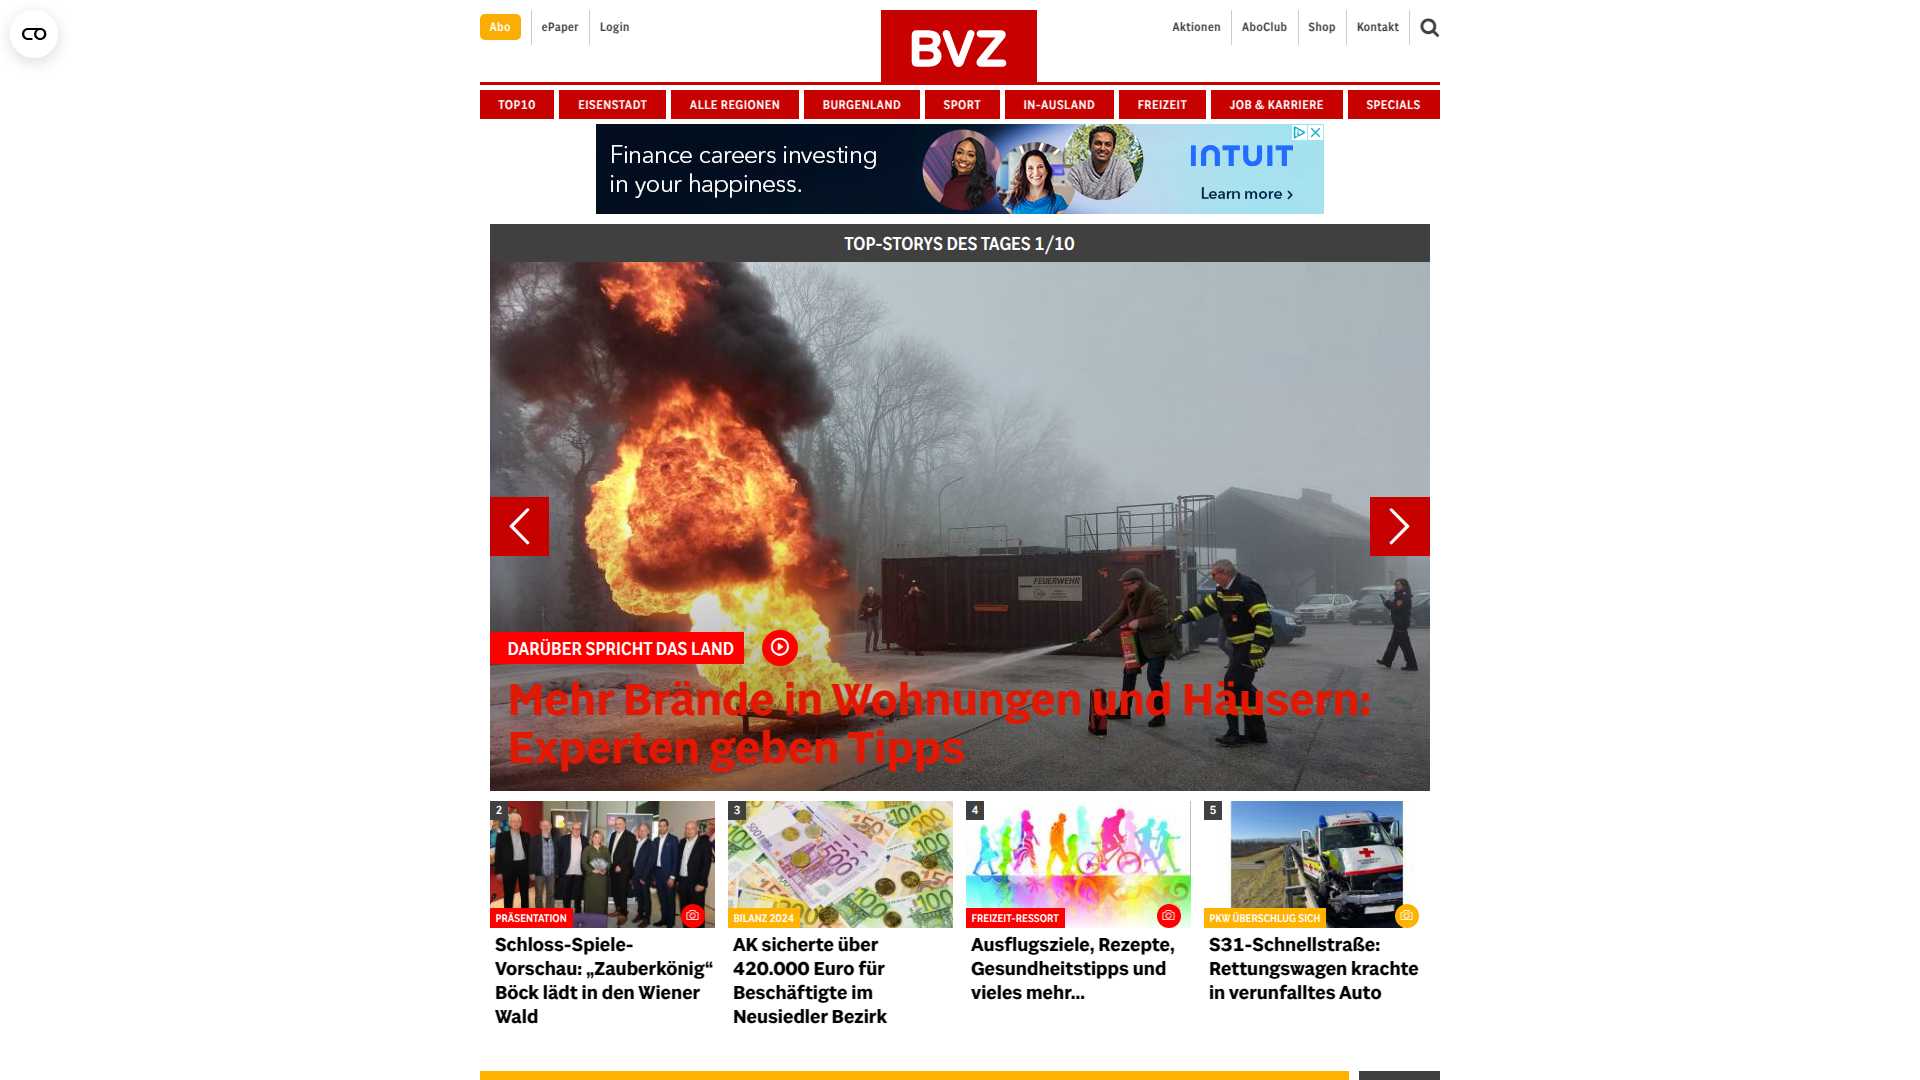 Abo
ePaper
Login
BVZ
Aktionen
AboClub
Shop
Kontakt
TOP10
EISENSTADT
ALLE REGIONEN
BURGENLAND
SPORT
IN-AUSLAND
FREIZEIT
JOB & KARRIERE
SPECIALS
Finance careers investing
in your happiness.
INTUIT
Learn more ›
TOP-STORYS DES TAGES 1/10
FEUERWEHR
DARÜBER SPRICHT DAS LAND
Mehr Brände in Wohnungen und Häusern:
Experten geben Tipps
2
PRÄSENTATION
Schloss-Spiele-
Vorschau: „Zauberkönig“
Böck lädt in den Wiener
Wald
3
BILANZ 2024
AK sicherte über
420.000 Euro für
Beschäftigte im
Neusiedler Bezirk
4
FREIZEIT-RESSORT
Ausflugsziele, Rezepte,
Gesundheitstipps und
vieles mehr...
5
PKW ÜBERSCHLUG SICH
S31-Schnellstraße:
Rettungswagen krachte
in verunfalltes Auto